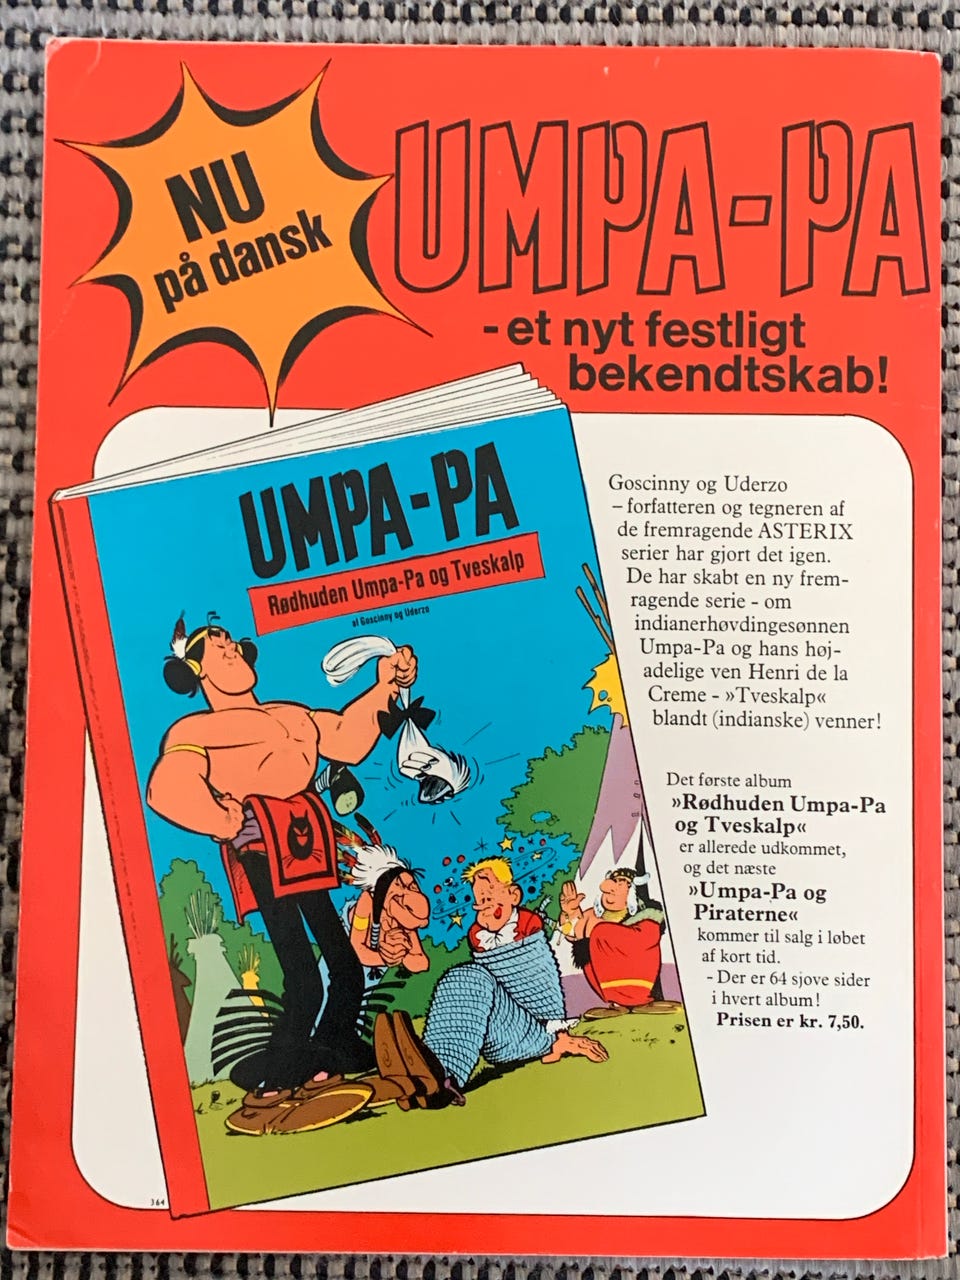 NU
på dansk
UMPA-PA
- et nyt festligt
bekendtskab!
UMPA-PA
Rødhuden Umpa-Pa og Tveskalp
af Goscinny og Uderzo
Goscinny og Uderzo
– forfatteren og tegneren af
de fremragende ASTERIX
serier har gjort det igen.
De har skabt en ny frem-
ragende serie - om
indianerhøvdingesønnen
Umpa-Pa og hans høj-
adelige ven Henri de la
Creme - »Tveskalp«
blandt (indianske) venner!
Det første album
»Rødhuden Umpa-Pa
og Tveskalp«
er allerede udkommet,
og det næste
»Umpa-Pa og
Piraterne«
kommer til salg i løbet
af kort tid.
- Der er 64 sjove sider
i hvert album!
Prisen er kr. 7,50.
364